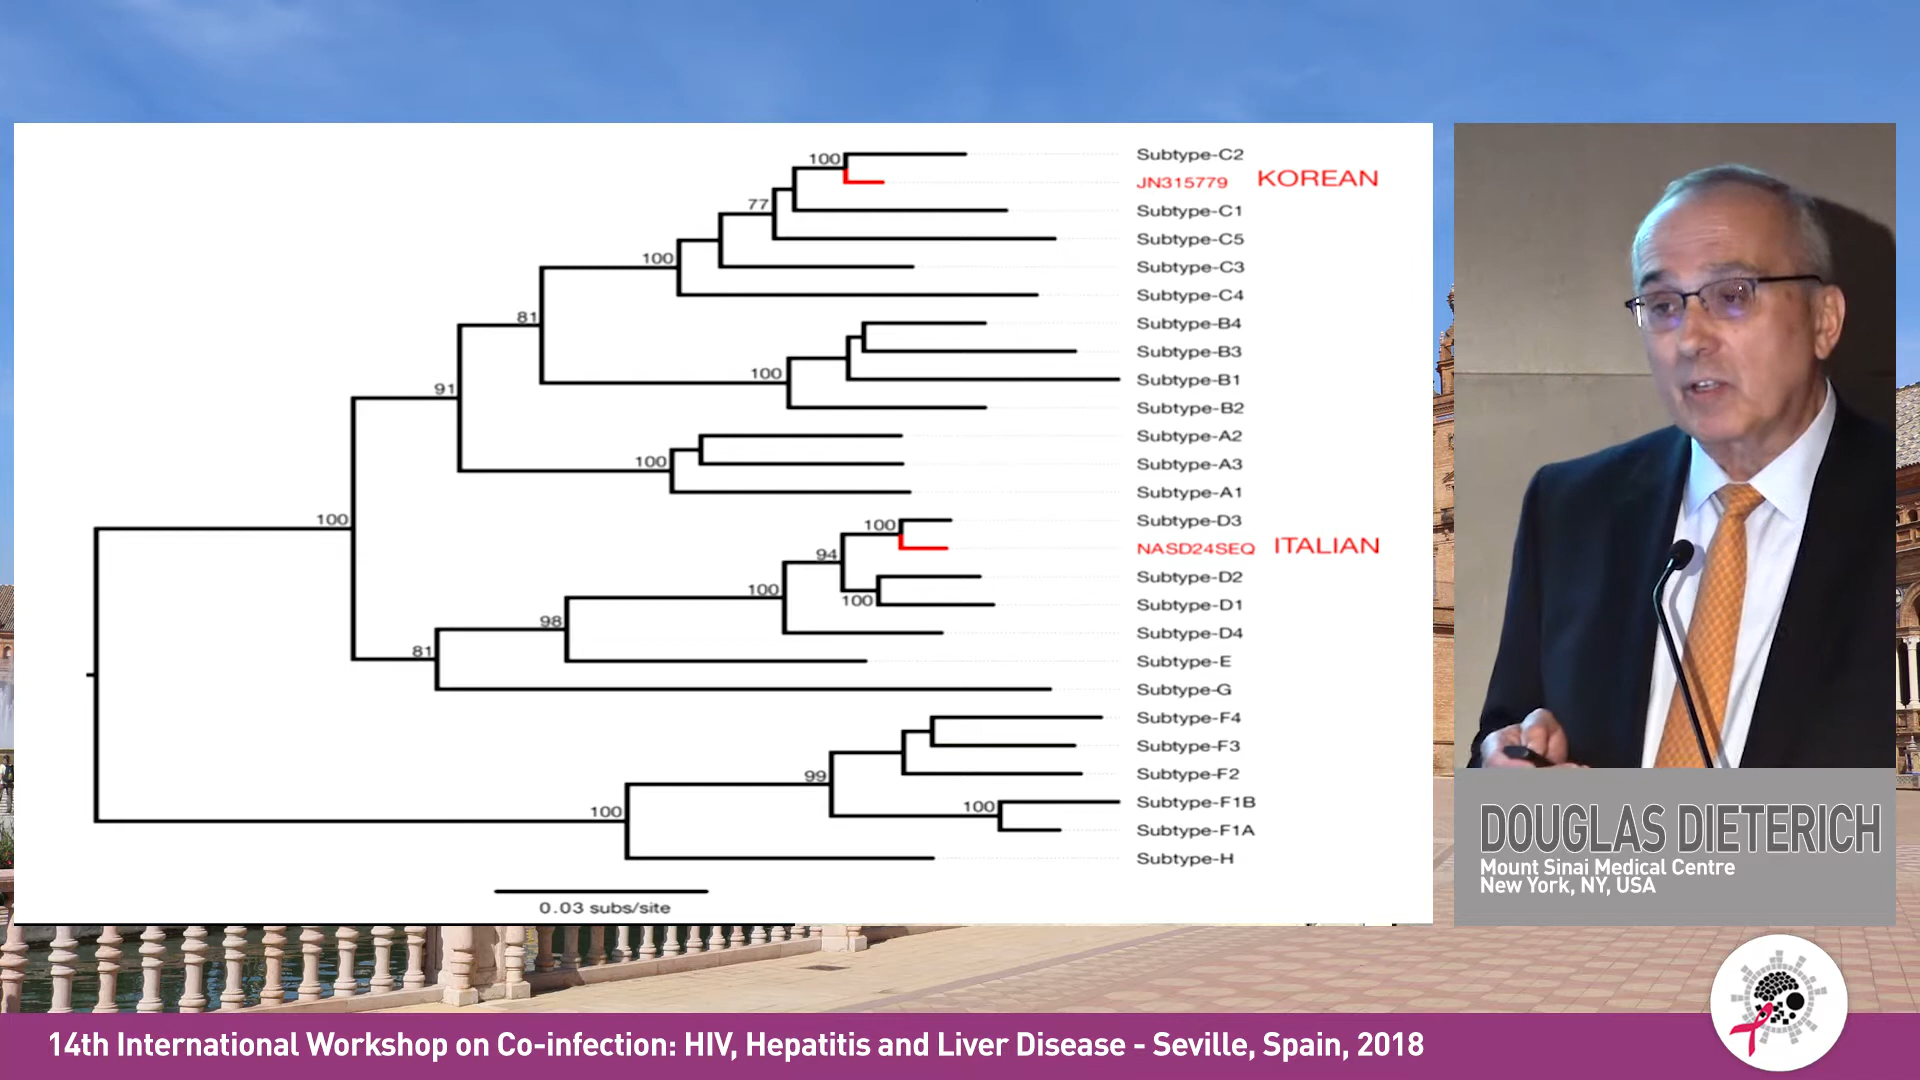 100
Subtype-C2
JN315779 KOREAN
Subtype-C1
77
Subtype-C5
100
Subtype-C3
Subtype-C4
81
Subtype-B4
Subtype-B3
100
Subtype-B1
91
Subtype-B2
Subtype-A2
100
Subtype-A3
Subtype-A1
100
100
Subtype-D3
NASD24SEQ ITALIAN
94
Subtype-D2
100
100
Subtype-D1
98
Subtype-D4
81
Subtype-E
Subtype-G
Subtype-F4
Subtype-F3
99
Subtype-F2
100
Subtype-F1B
100
Subtype-F1A
Subtype-H
0.03 subs/site
DOUGLAS DIETERICH
Mount Sinai Medical Centre
New York, NY, USA
14th International Workshop on Co-infection: HIV, Hepatitis and Liver Disease - Seville, Spain, 2018